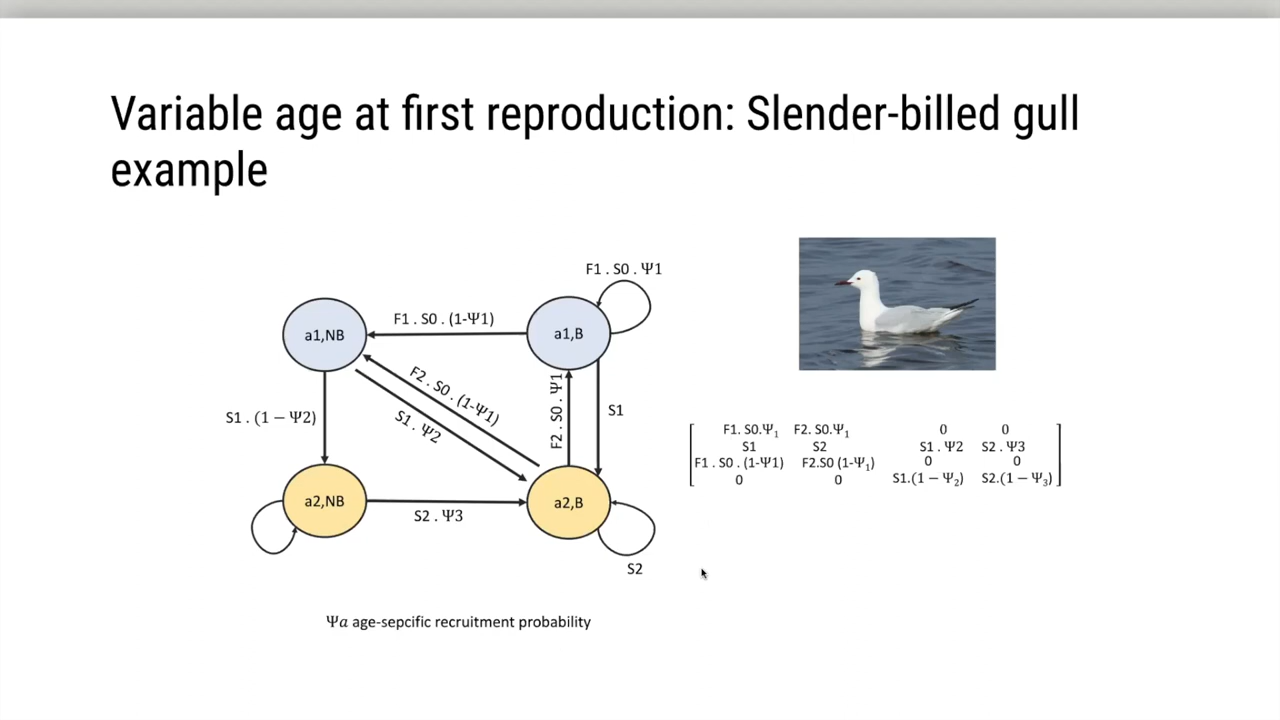 Variable age at first reproduction: Slender-billed gull
example
F1 . S0 . Ψ1
F1 . S0 . (1-Ψ1)
a1,NB
a1,B
F2 . S0 . (1-Ψ1)
S1 . Ψ2
F2 . S0 . Ψ1
S1 . (1 − Ψ2)
S1
a2,NB
a2,B
S2 . Ψ3
S2
F1. S0.Ψ₁ F2. S0.Ψ₁ 0 0
S1 S2 S1 . Ψ2 S2 . Ψ3
F1 . S0 . (1-Ψ1) F2.S0 (1-Ψ₁) 0 0
0 0 S1.(1 − Ψ₂) S2.(1 − Ψ₃)
Ψa age-sepcific recruitment probability